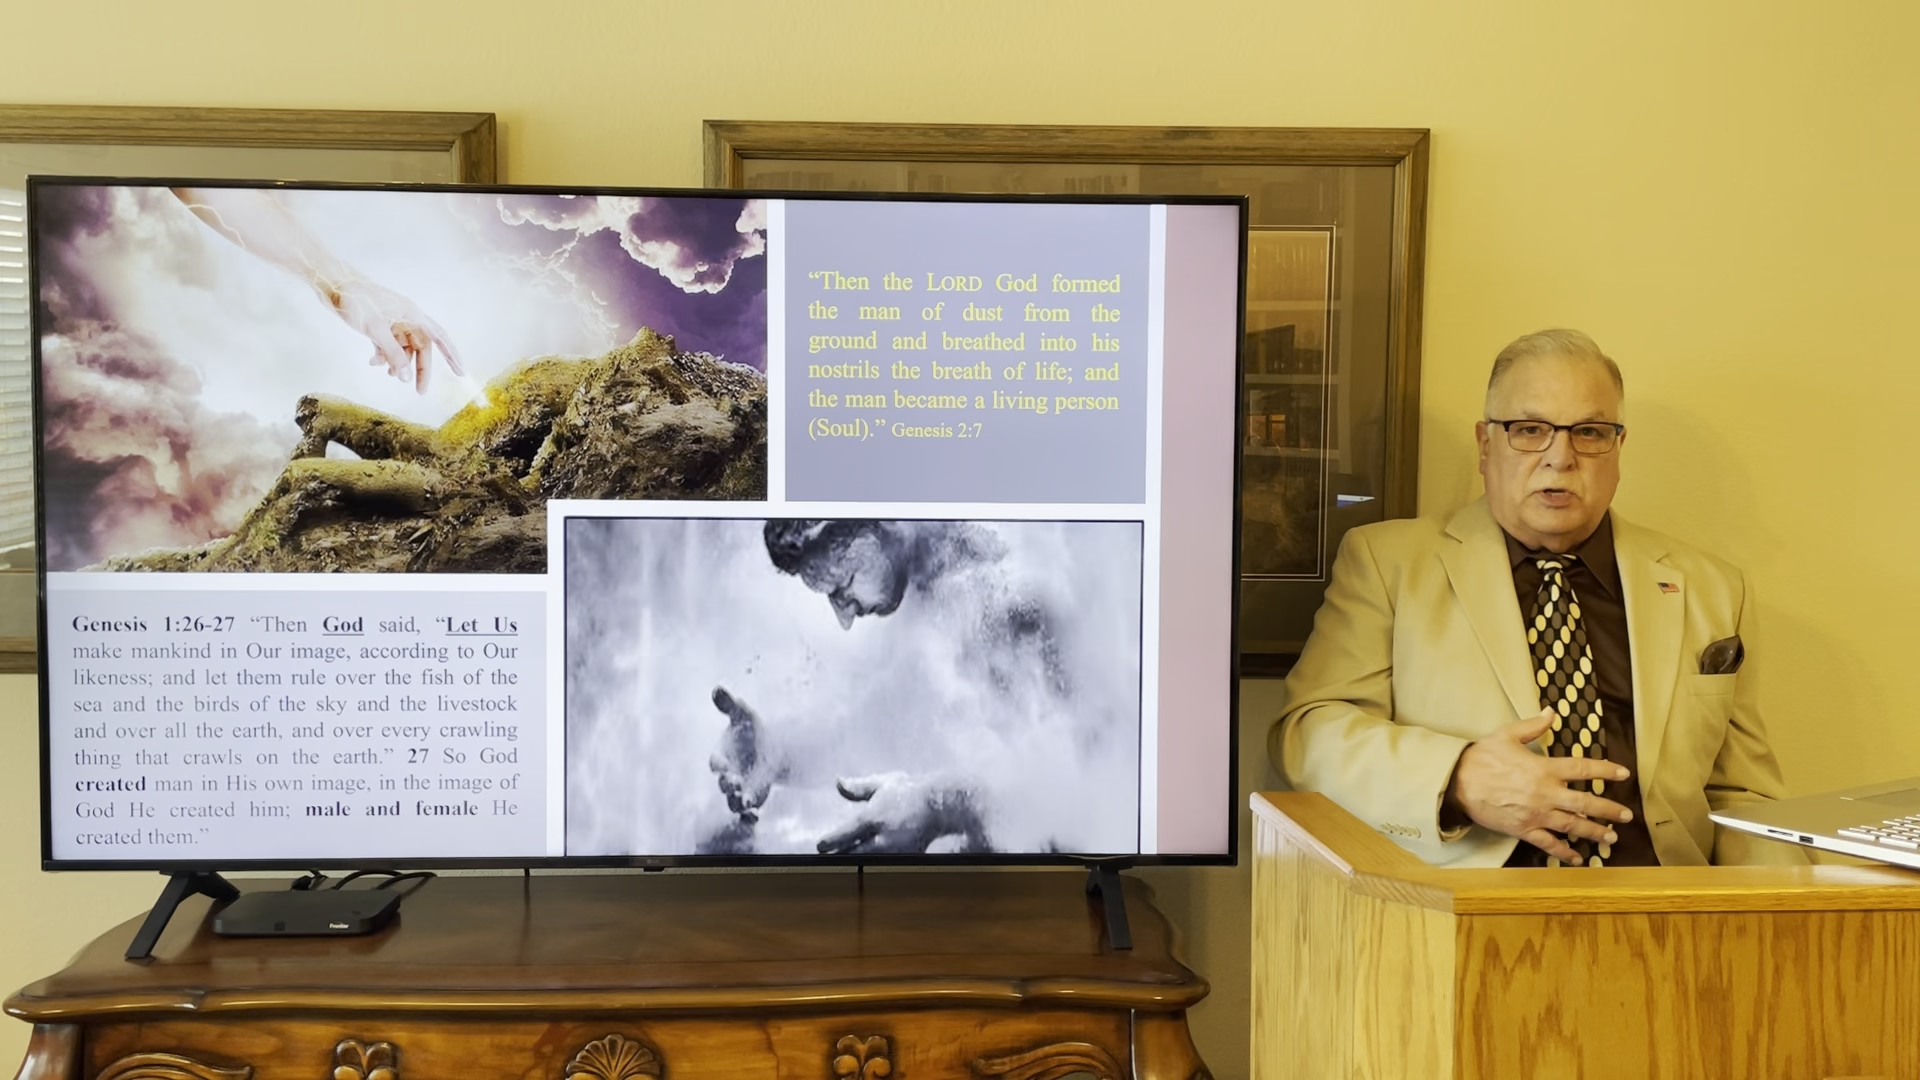 “Then the LORD God formed
the man of dust from the
ground and breathed into his
nostrils the breath of life; and
the man became a living person
(Soul).” Genesis 2:7
Genesis 1:26-27 “Then God said, “Let Us
make mankind in Our image, according to Our
likeness; and let them rule over the fish of the
sea and the birds of the sky and the livestock
and over all the earth, and over every crawling
thing that crawls on the earth.” 27 So God
created man in His own image, in the image of
God He created him; male and female He
created them.”
LG
Frontier